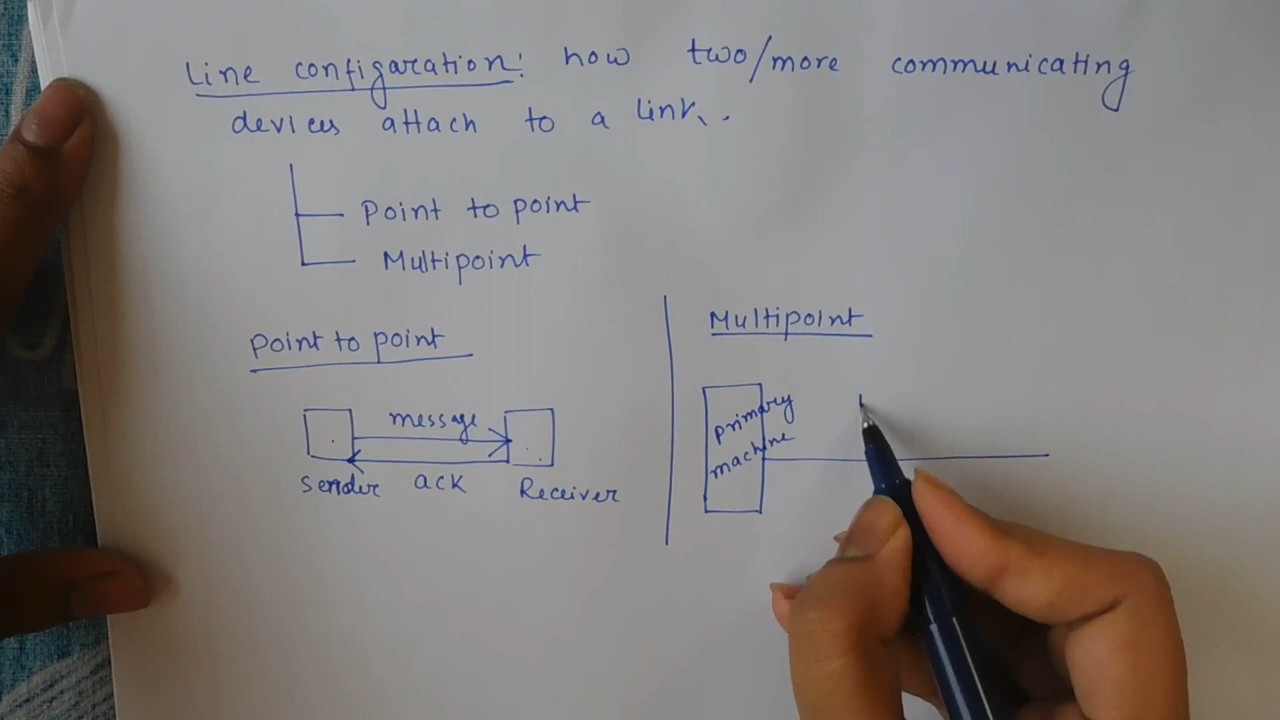 Line configaration: how two/more communicating
devices attach to a link.
Point to point
Multipoint
Point to point
message
sender ack Receiver
Multipoint
primary
machine